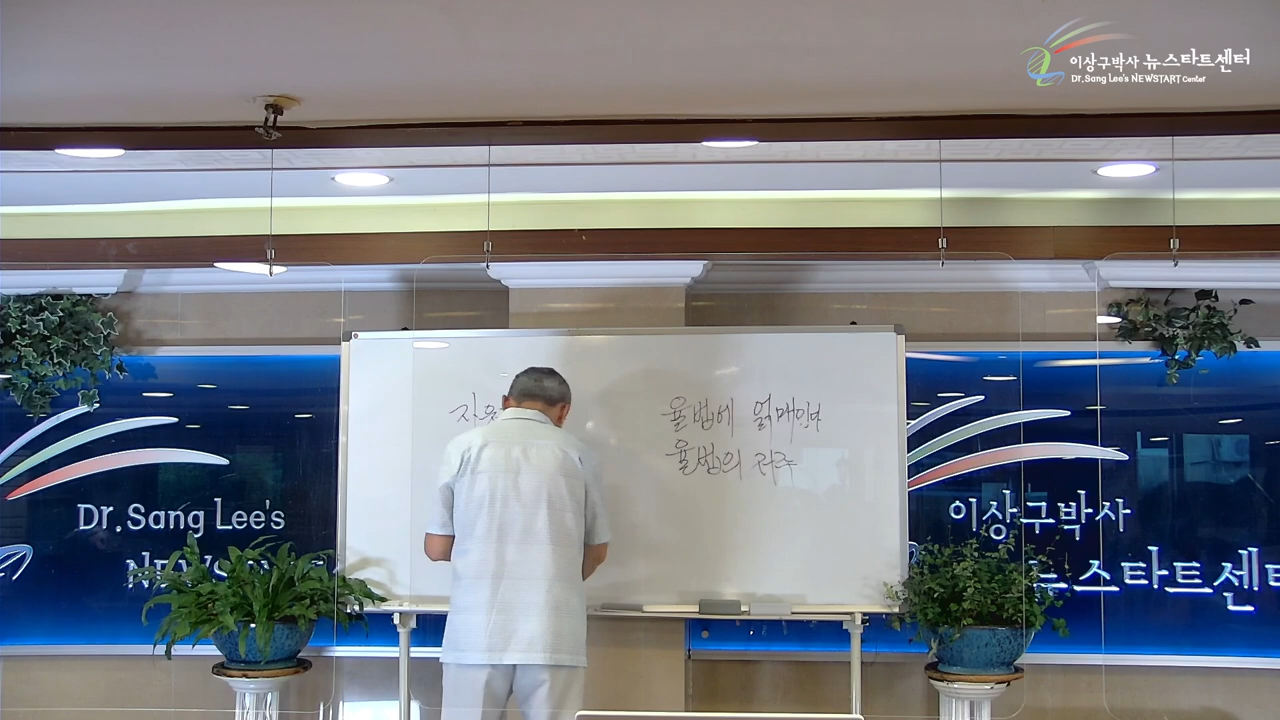 이상구박사 뉴스타트센터
Dr. Sang Lee's NEWSTART Center
율법에 얽매인다
율법의 저주
Dr. Sang Lee's
이상구박사
뉴스타트센터